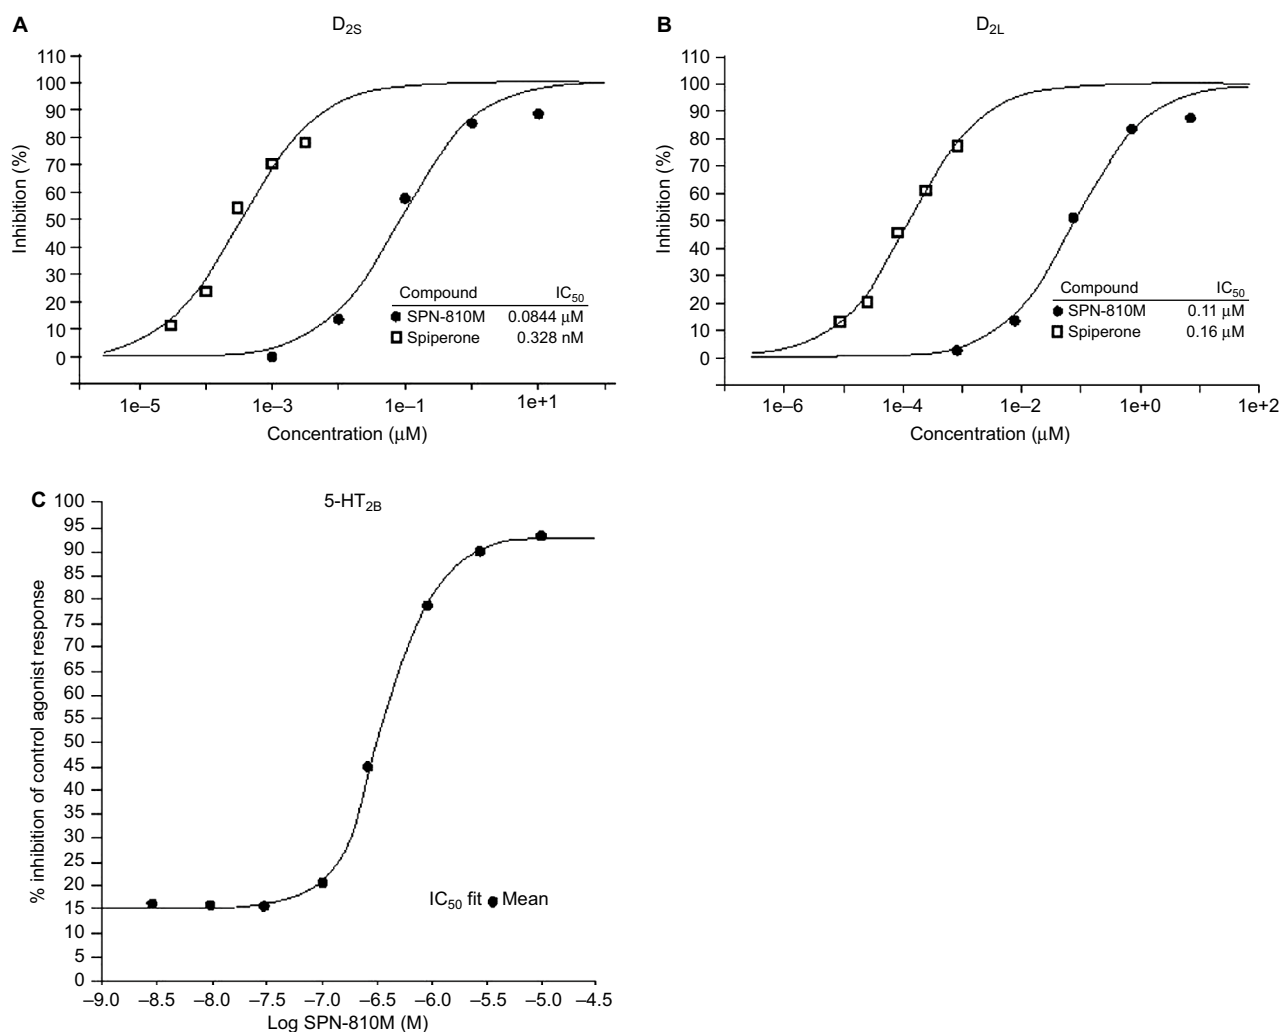 A
D2S
110
100
90
80
70
60
50
40
30
20
10
0
Inhibition (%)
Compound IC50
SPN-810M 0.0844 μM
Spiperone 0.328 nM
1e–5 1e–3 1e–1 1e+1
Concentration (μM)
B
D2L
110
100
90
80
70
60
50
40
30
20
10
0
Inhibition (%)
Compound IC50
SPN-810M 0.11 μM
Spiperone 0.16 μM
1e–6 1e–4 1e–2 1e+0 1e+2
Concentration (μM)
C
5-HT2B
100
95
90
85
80
75
70
65
60
55
50
45
40
35
30
25
20
15
10
5
0
% inhibition of control agonist response
IC50 fit Mean
–9.0 –8.5 –8.0 –7.5 –7.0 –6.5 –6.0 –5.5 –5.0 –4.5
Log SPN-810M (M)